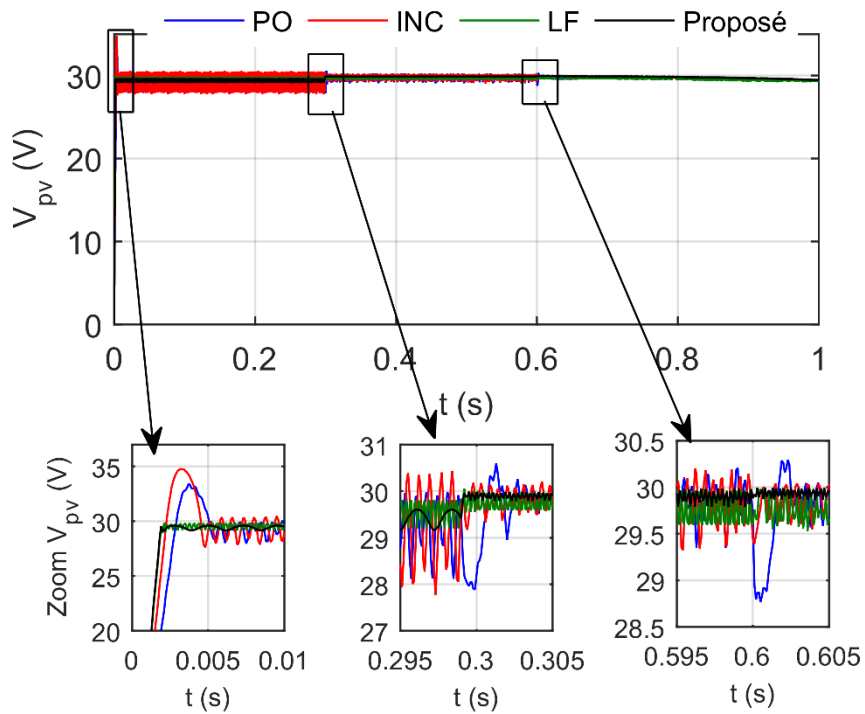 PO INC LF Proposé
V_pv (V)
30
20
10
0
0 0.2 0.4 0.6 0.8 1
t (s)
Zoom V_pv (V)
35
30
25
20
0 0.005 0.01
t (s)
31
30
29
28
27
0.295 0.3 0.305
t (s)
30.5
30
29.5
29
28.5
0.595 0.6 0.605
t (s)